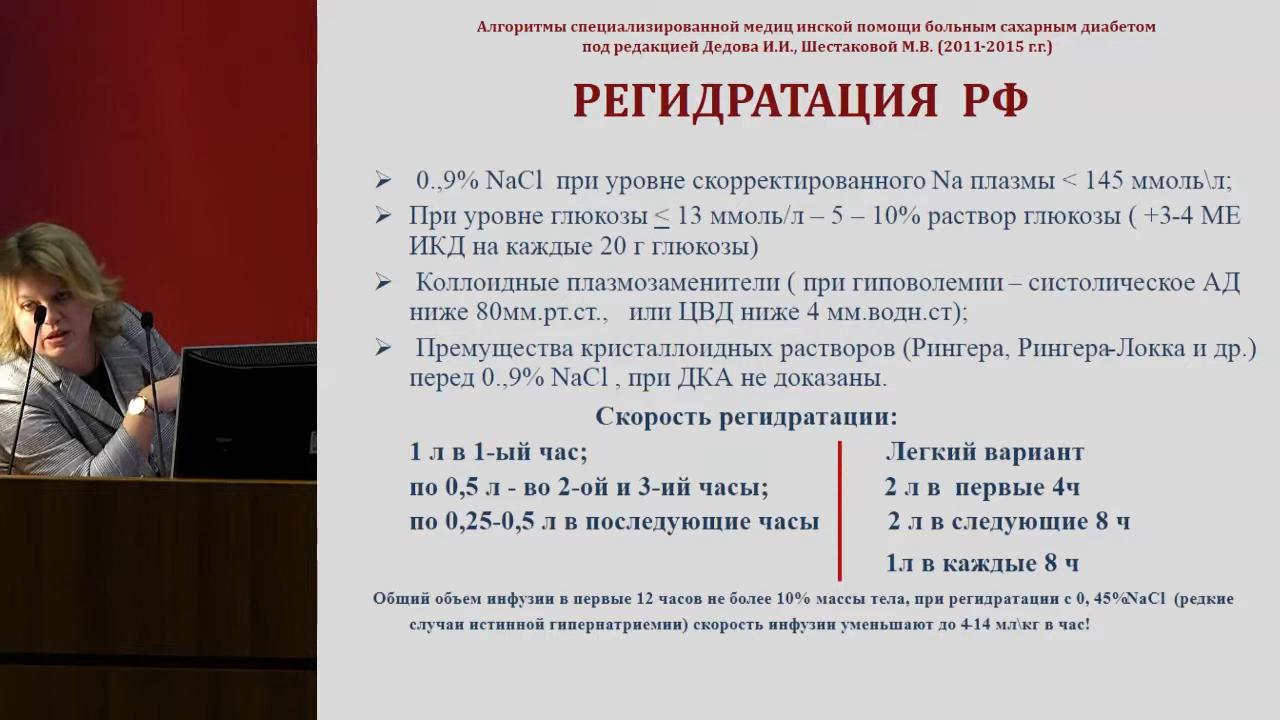 Алгоритмы специализированной медиц инской помощи больным сахарным диабетом
под редакцией Дедова И.И., Шестаковой М.В. (2011-2015 г.г.)
РЕГИДРАТАЦИЯ РФ
➢ 0.,9% NaCl при уровне скорректированного Na плазмы < 145 ммоль\л;
➢ При уровне глюкозы ≤ 13 ммоль/л – 5 – 10% раствор глюкозы ( +3-4 МЕ
ИКД на каждые 20 г глюкозы)
➢ Коллоидные плазмозаменители ( при гиповолемии – систолическое АД
ниже 80мм.рт.ст., или ЦВД ниже 4 мм.водн.ст);
➢ Премущества кристаллоидных растворов (Рингера, Рингера-Локка и др.)
перед 0.,9% NaCl , при ДКА не доказаны.
Скорость регидратации:
1 л в 1-ый час;
по 0,5 л - во 2-ой и 3-ий часы;
по 0,25-0,5 л в последующие часы
Легкий вариант
2 л в первые 4ч
2 л в следующие 8 ч
1л в каждые 8 ч
Общий объем инфузии в первые 12 часов не более 10% массы тела, при регидратации с 0, 45%NaCl (редкие
случаи истинной гипернатриемии) скорость инфузии уменьшают до 4-14 мл\кг в час!